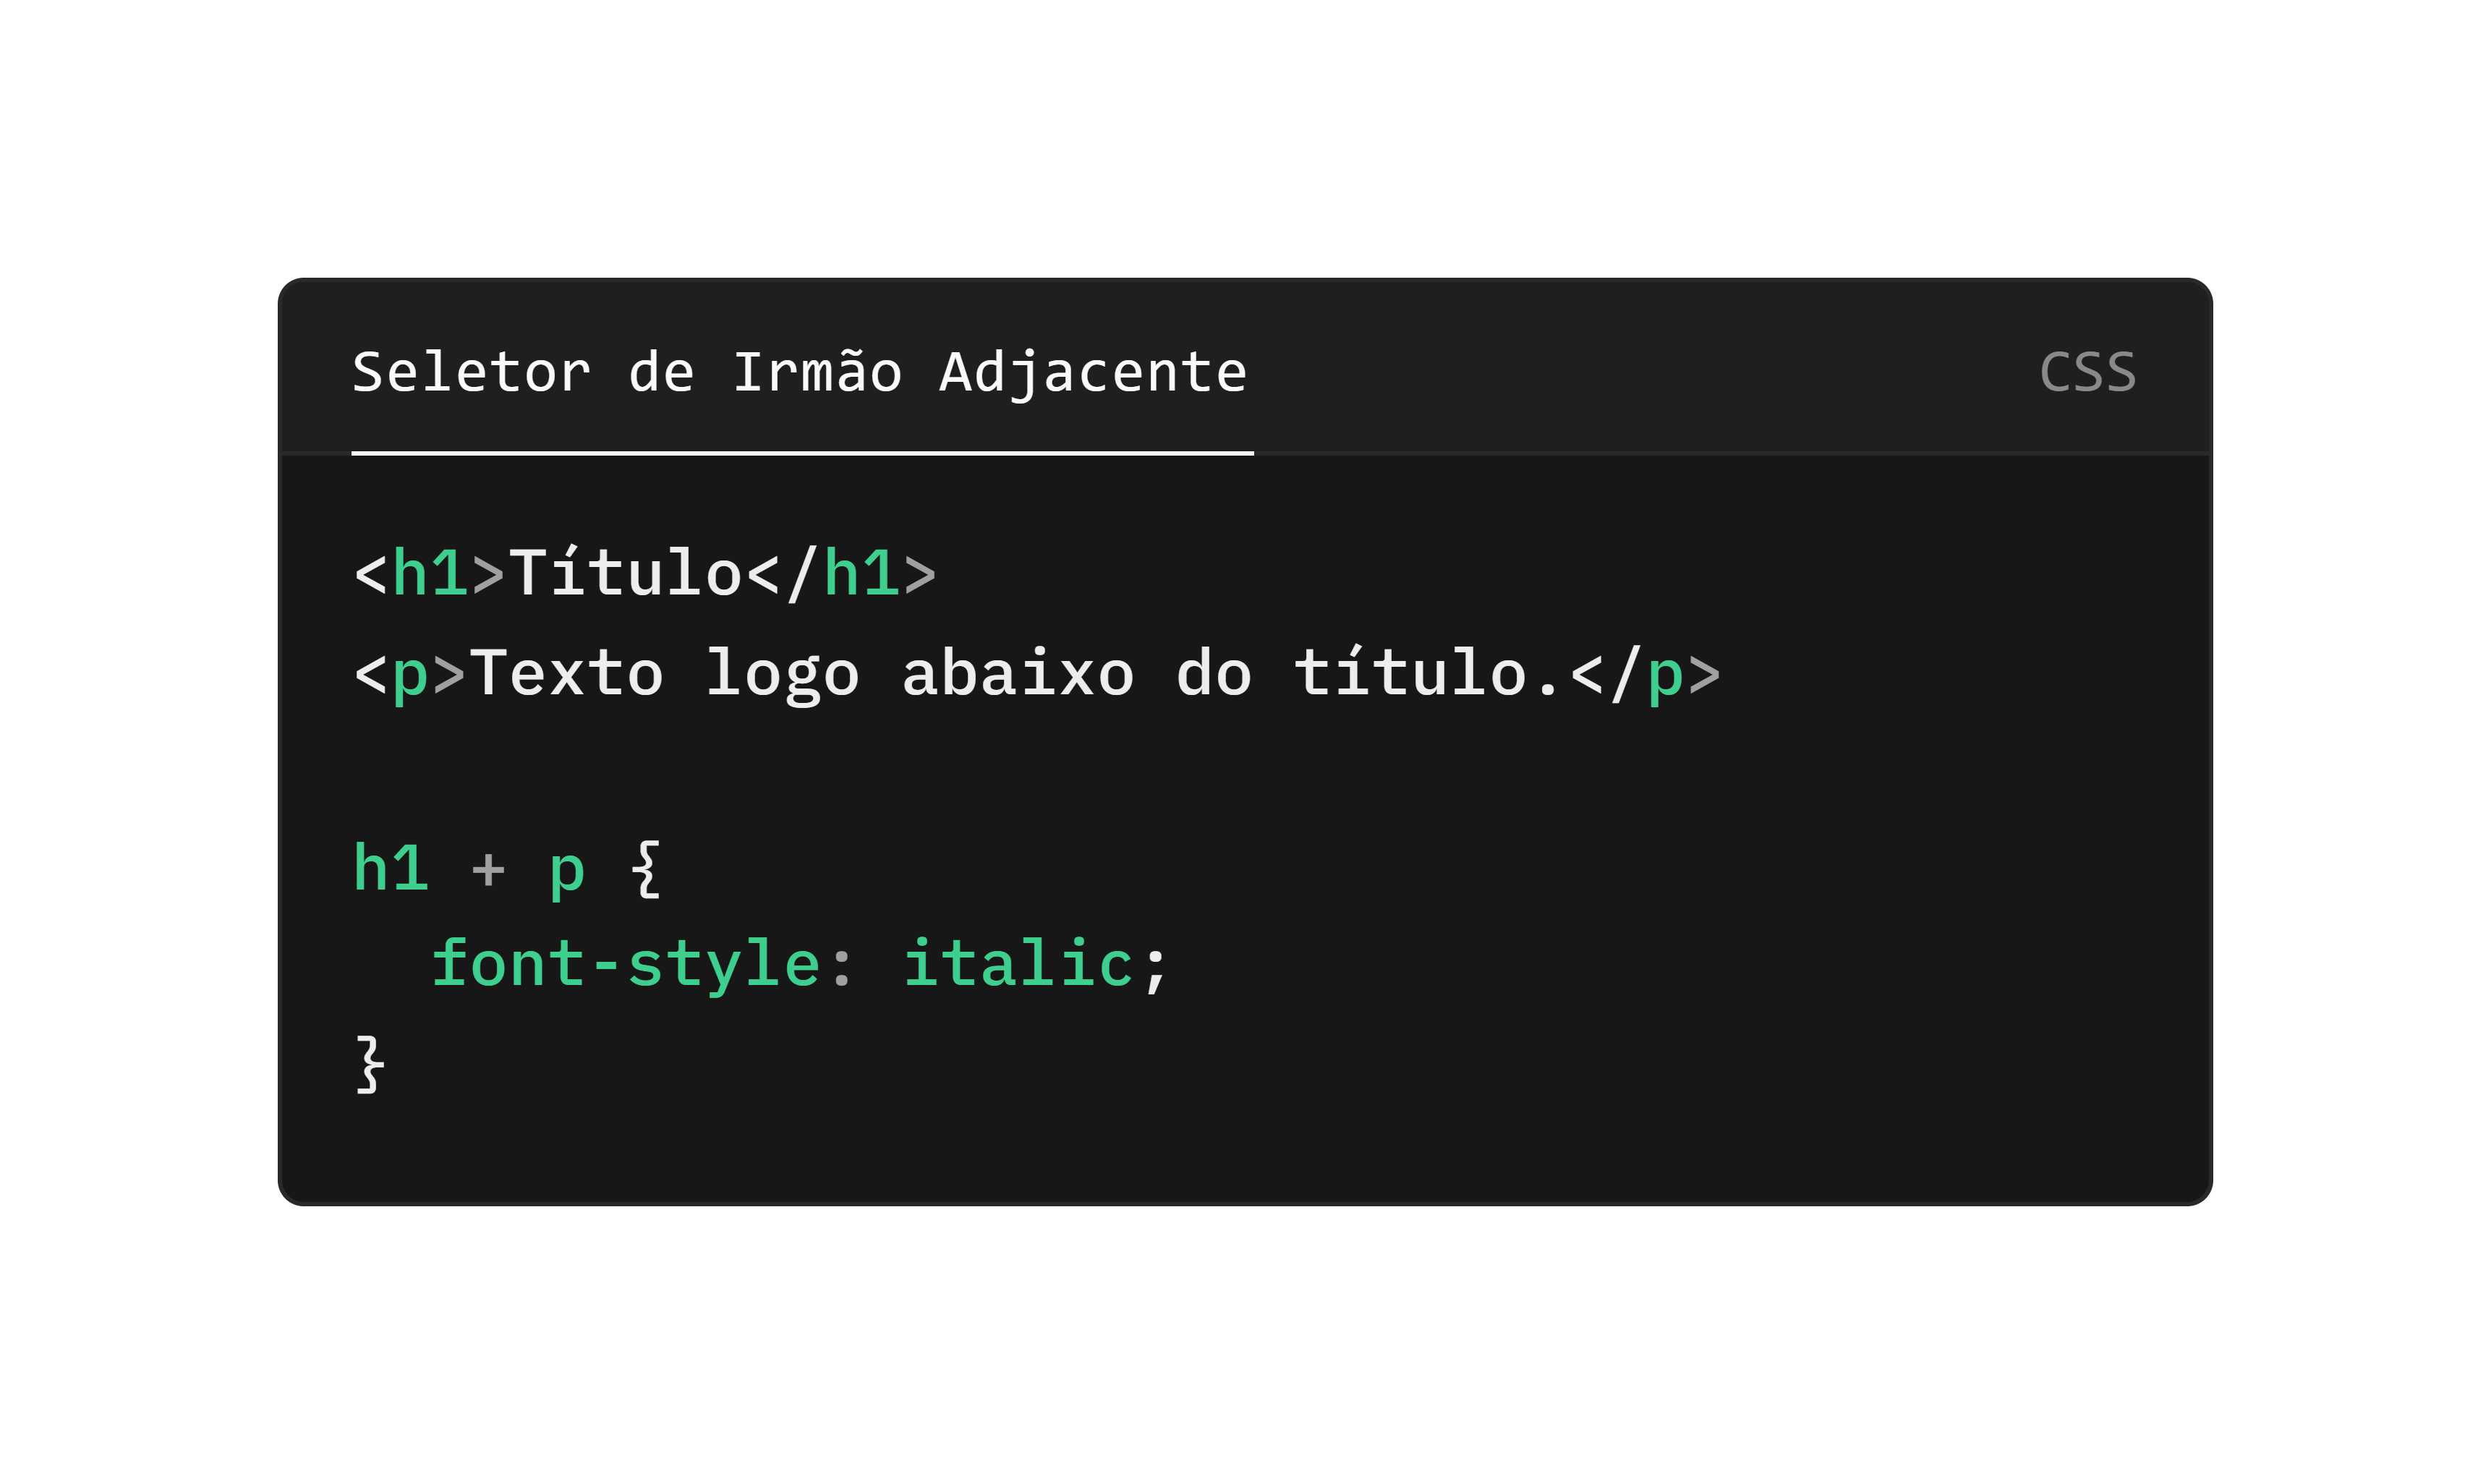 Seletor de Irmão Adjacente
CSS
<h1>Título</h1>
<p>Texto logo abaixo do título.</p>
h1 + p {
  font-style: italic;
}